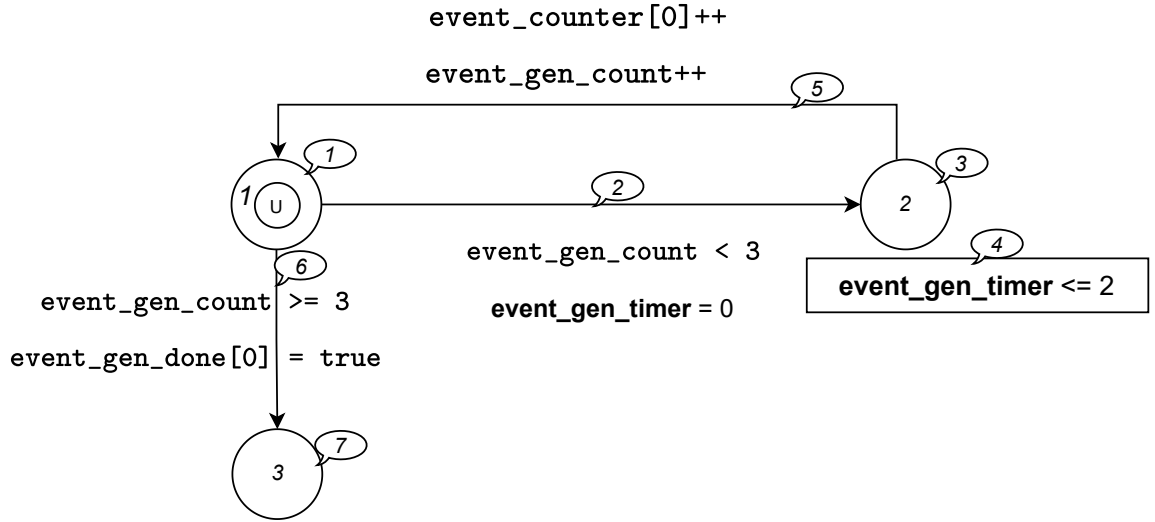 event_counter[0]++
event_gen_count++
5
1
1 U
2
3
2
event_gen_count < 3
event_gen_timer = 0
4
event_gen_timer <= 2
6
event_gen_count >= 3
event_gen_done[0] = true
7
3